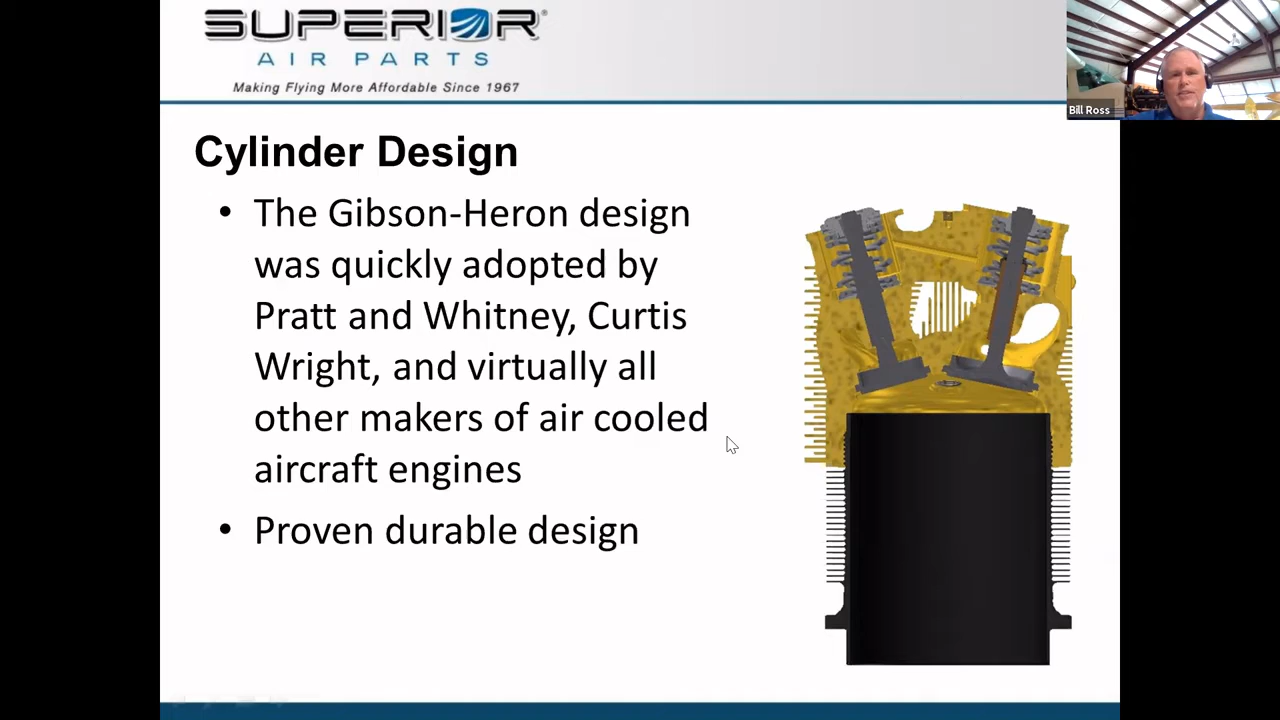 SUPERIOR®
AIR PARTS
Making Flying More Affordable Since 1967
Bill Ross
Cylinder Design
• The Gibson-Heron design
was quickly adopted by
Pratt and Whitney, Curtis
Wright, and virtually all
other makers of air cooled
aircraft engines
• Proven durable design